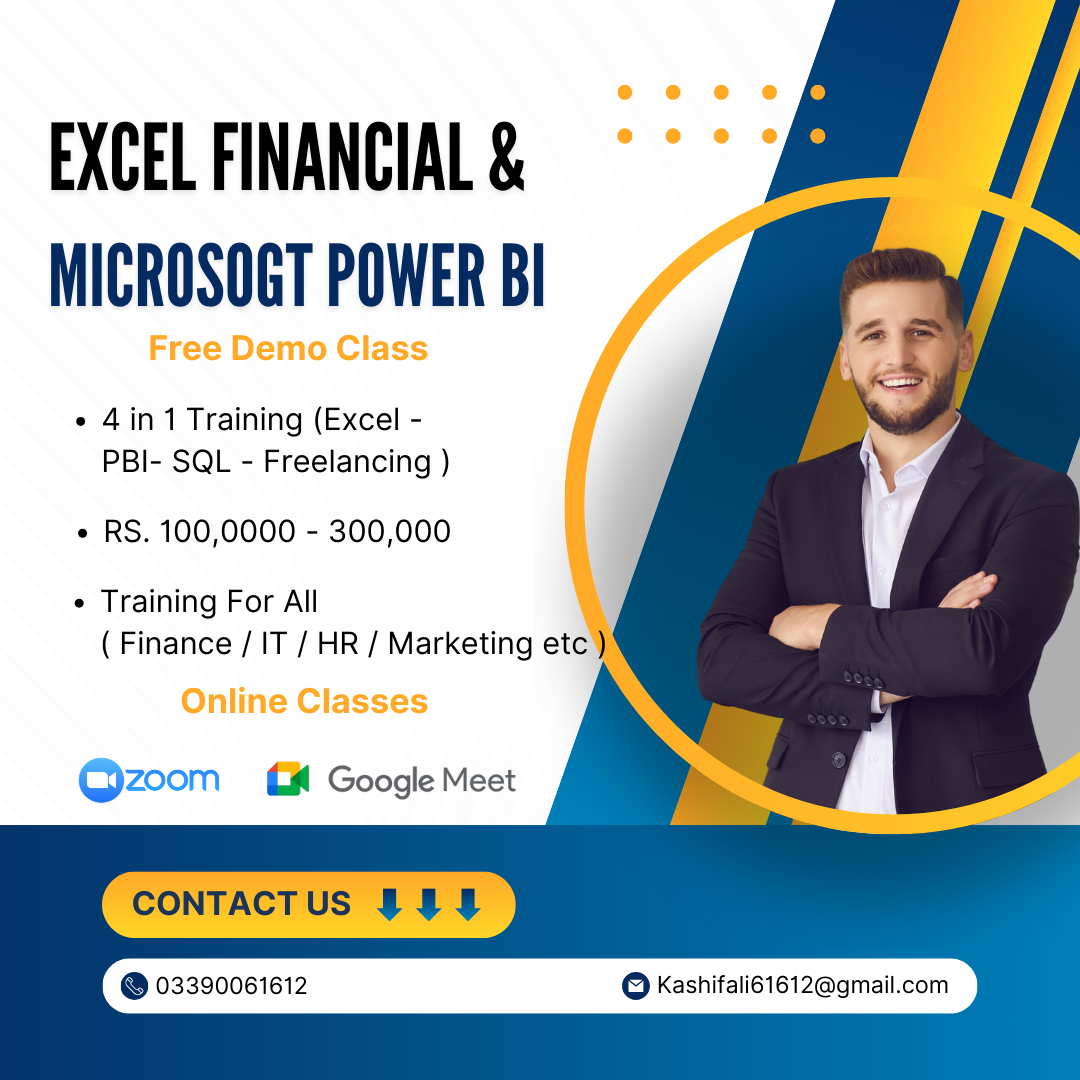 EXCEL FINANCIAL &
MICROSOGT POWER BI
Free Demo Class
• 4 in 1 Training (Excel -
PBI- SQL - Freelancing )
• RS. 100,0000 - 300,000
• Training For All
( Finance / IT / HR / Marketing etc )
Online Classes
zoom Google Meet
CONTACT US
03390061612 Kashifali61612@gmail.com